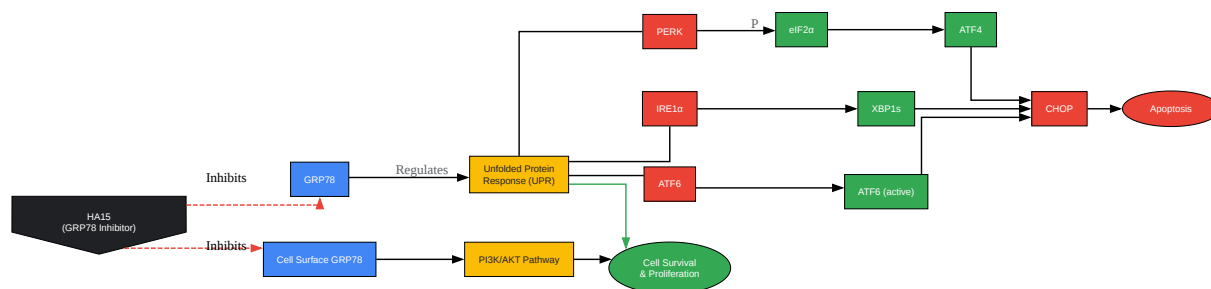 P
PERK
eIF2α
ATF4
IRE1α
XBP1s
CHOP
Apoptosis
Inhibits
GRP78
Regulates
Unfolded Protein
Response (UPR)
ATF6
ATF6 (active)
HA15
(GRP78 Inhibitor)
Inhibits
Cell Surface GRP78
PI3K/AKT Pathway
Cell Survival
& Proliferation